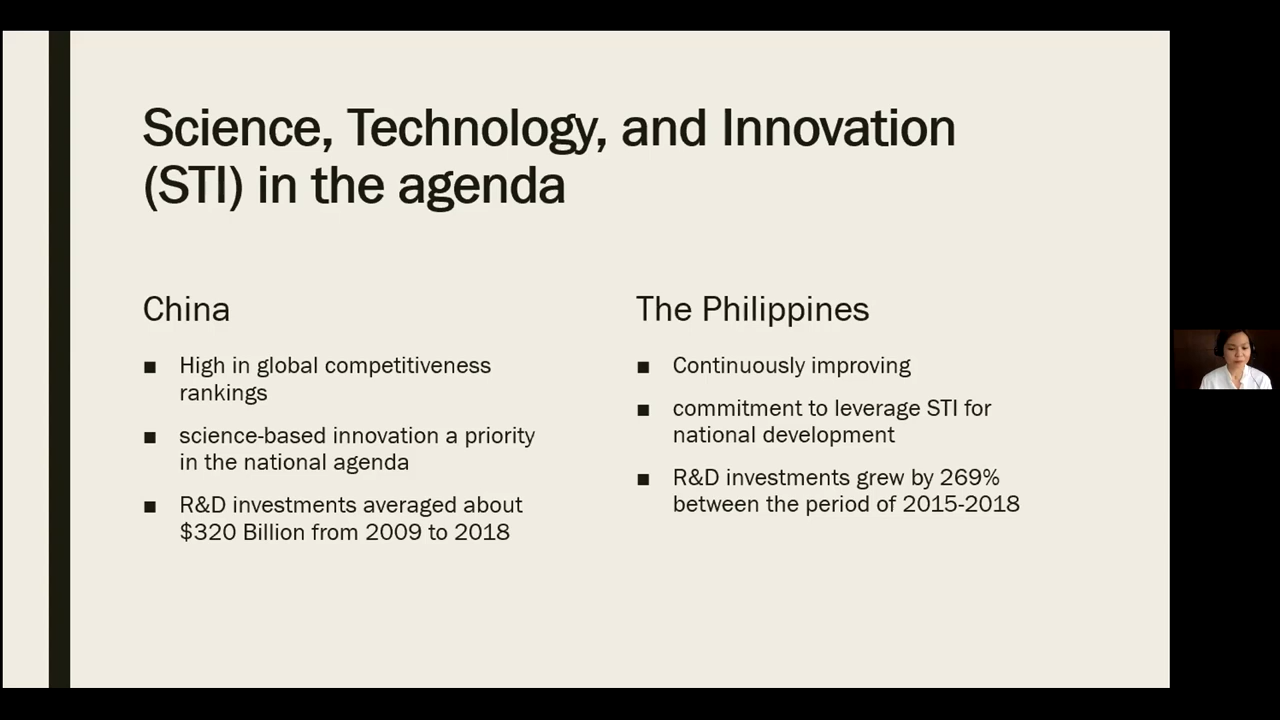 Science, Technology, and Innovation
(STI) in the agenda
China
■ High in global competitiveness
rankings
■ science-based innovation a priority
in the national agenda
■ R&D investments averaged about
$320 Billion from 2009 to 2018
The Philippines
■ Continuously improving
■ commitment to leverage STI for
national development
■ R&D investments grew by 269%
between the period of 2015-2018